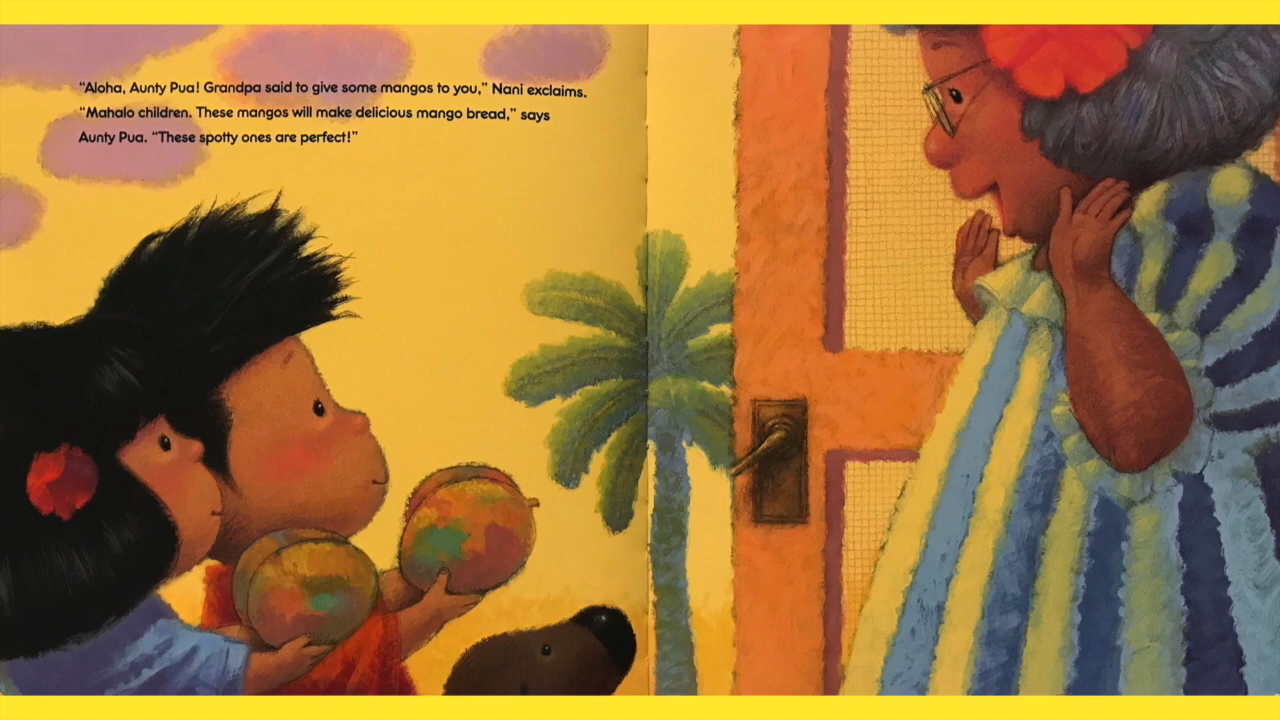 “Aloha, Aunty Pua! Grandpa said to give some mangos to you,” Nani exclaims.
“Mahalo children. These mangos will make delicious mango bread,” says
Aunty Pua. “These spotty ones are perfect!”